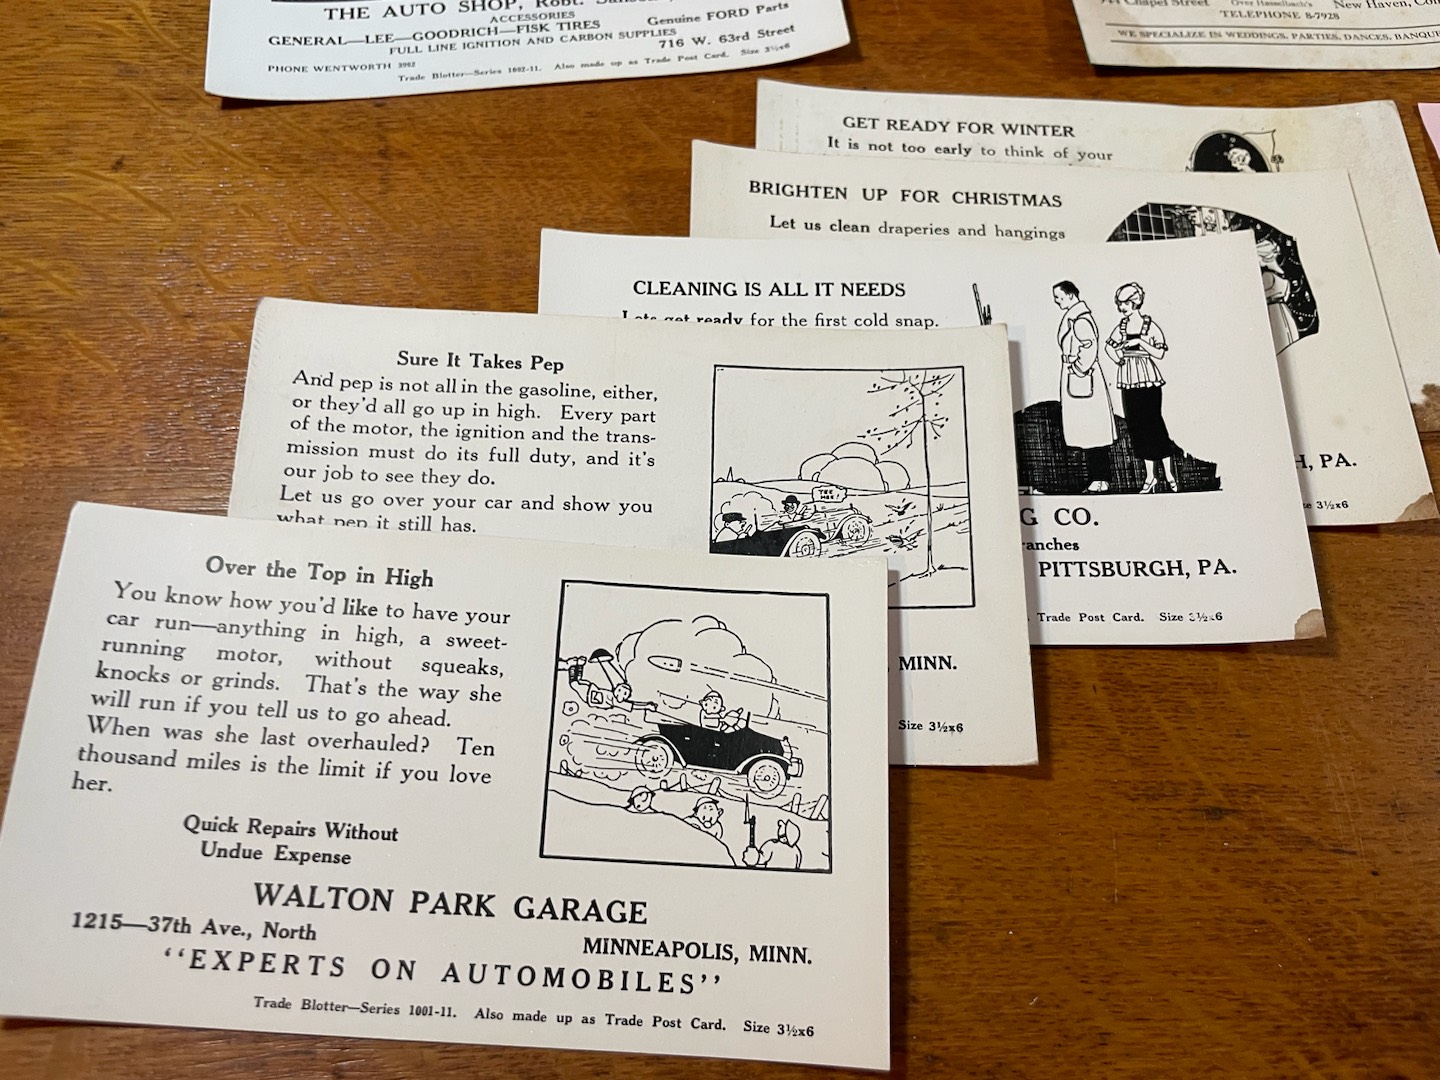 THE AUTO SHOP, Robt.
ACCESSORIES
GENERAL—LEE—GOODRICH—FISK TIRES
Genuine FORD Parts
FULL LINE IGNITION AND CARBON SUPPLIES
716 W. 63rd Street
PHONE WENTWORTH 3982
Trade Blotter—Series 1002-11. Also made up as Trade Post Card. Size 3½x6
Chapel Street
Over Hasselbach's
New Haven,
TELEPHONE 8-7928
WE SPECIALIZE IN WEDDINGS, PARTIES, DANCES,
GET READY FOR WINTER
It is not too early to think of your
BRIGHTEN UP FOR CHRISTMAS
Let us clean draperies and hangings
H, PA.
3½x6
CLEANING IS ALL IT NEEDS
Lets get ready for the first cold snap.
G CO.
ranches
PITTSBURGH, PA.
Trade Post Card. Size 3½x6
Sure It Takes Pep
And pep is not all in the gasoline, either,
or they'd all go up in high. Every part
of the motor, the ignition and the trans-
mission must do its full duty, and it's
our job to see they do.
Let us go over your car and show you
what pep it still has.
TEE
HEE!
MINN.
Size 3½x6
Over the Top in High
You know how you'd like to have your
car run—anything in high, a sweet-
running motor, without squeaks,
knocks or grinds. That's the way she
will run if you tell us to go ahead.
When was she last overhauled? Ten
thousand miles is the limit if you love
her.
Quick Repairs Without
Undue Expense
WALTON PARK GARAGE
1215—37th Ave., North
MINNEAPOLIS, MINN.
"EXPERTS ON AUTOMOBILES"
Trade Blotter—Series 1001-11. Also made up as Trade Post Card. Size 3½x6